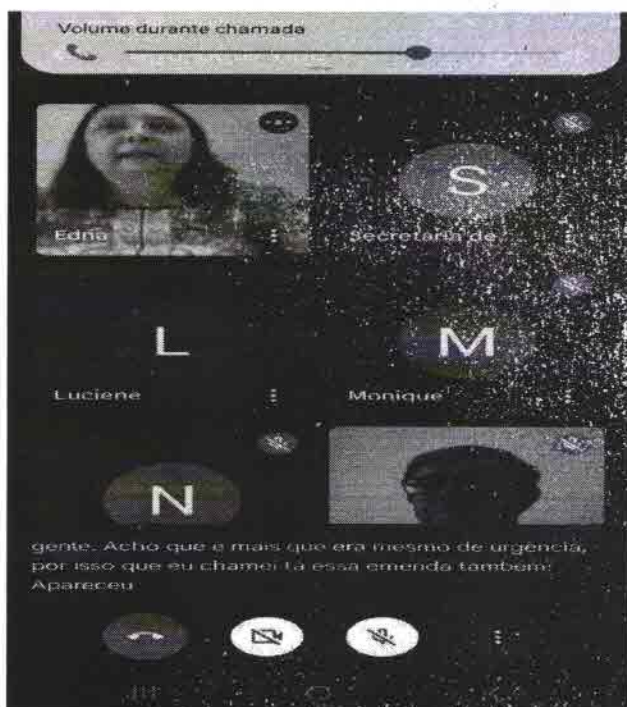 Volume durante chamada
S
Edna
Secretaria de
L
M
Luciene
Monique
N
gente. Acho que e mais que era mesmo de urgência,
por isso que eu chamei tá essa emenda também:
Apareceu